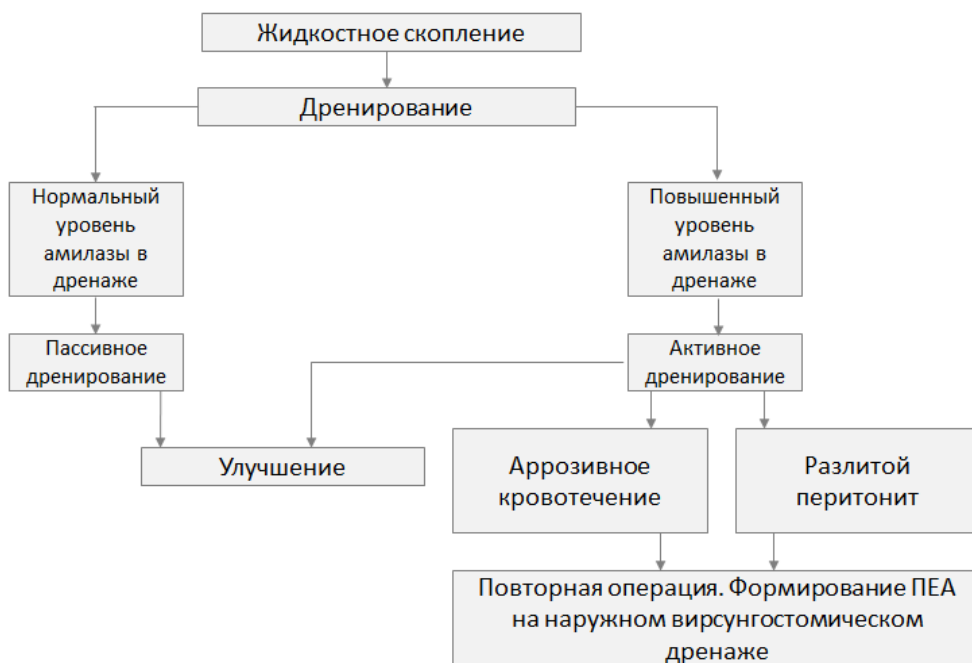 Жидкостное скопление
Дренирование
Нормальный
уровень
амилазы в
дренаже
Повышенный
уровень
амилазы в
дренаже
Пассивное
дренирование
Активное
дренирование
Улучшение
Аррозивное
кровотечение
Разлитой
перитонит
Повторная операция. Формирование ПЕА
на наружном вирсунгостомическом
дренаже